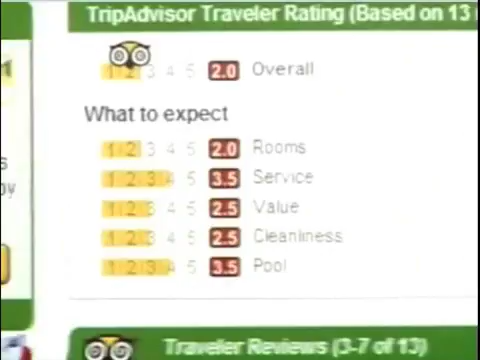 TripAdvisor Traveler Rating (Based on 13
1 2 3 4 5 2.0 Overall
What to expect
1 2 3 4 5 2.0 Rooms
1 2 3 4 5 3.5 Service
1 2 3 4 5 2.5 Value
1 2 3 4 5 2.5 Cleanliness
1 2 3 4 5 3.5 Pool
Traveler Reviews (3-7 of 13)